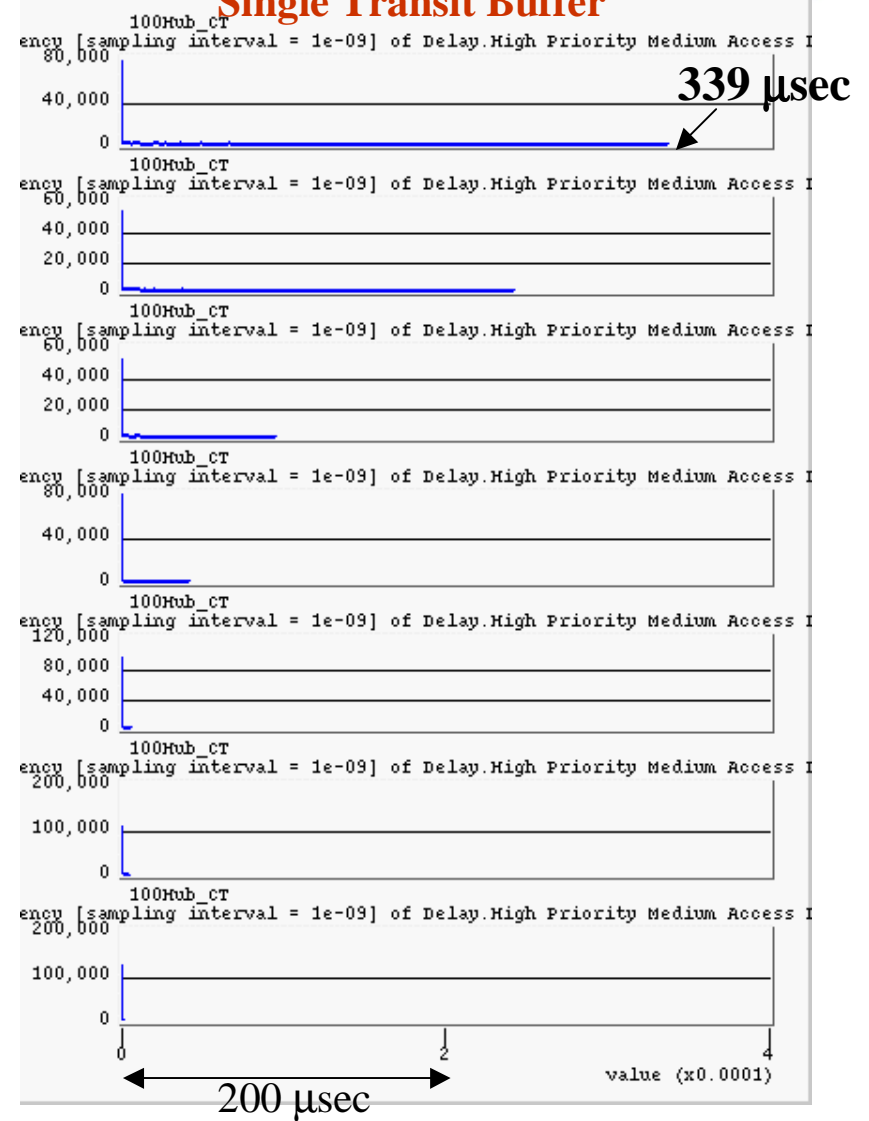 Single Transit Buffer
100Hub_CT
ency [sampling interval = 1e-09] of Delay.High Priority Medium Access
80,000
339 μsec
40,000
0
100Hub_CT
ency [sampling interval = 1e-09] of Delay.High Priority Medium Access
60,000
40,000
20,000
0
100Hub_CT
ency [sampling interval = 1e-09] of Delay.High Priority Medium Access
60,000
40,000
20,000
0
100Hub_CT
ency [sampling interval = 1e-09] of Delay.High Priority Medium Access
80,000
40,000
0
100Hub_CT
ency [sampling interval = 1e-09] of Delay.High Priority Medium Access
120,000
80,000
40,000
0
100Hub_CT
ency [sampling interval = 1e-09] of Delay.High Priority Medium Access
200,000
100,000
0
100Hub_CT
ency [sampling interval = 1e-09] of Delay.High Priority Medium Access
200,000
100,000
0
0 2 4
value (x0.0001)
200 μsec